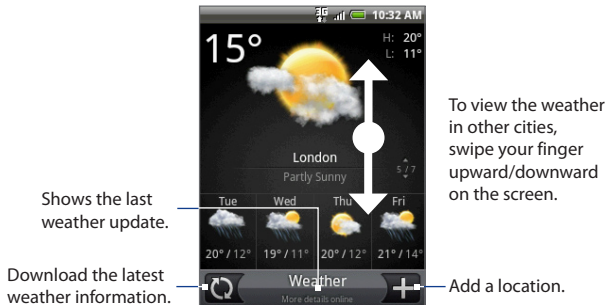 3G 10:32 AM
15°
H: 20°
L: 11°
London
Partly Sunny
5 / 7
Tue Wed Thu Fri
20° / 12° 19° / 11° 20° / 12° 21° / 14°
Weather
More details online
To view the weather
in other cities,
swipe your finger
upward/downward
on the screen.
Shows the last
weather update.
Download the latest
weather information.
Add a location.